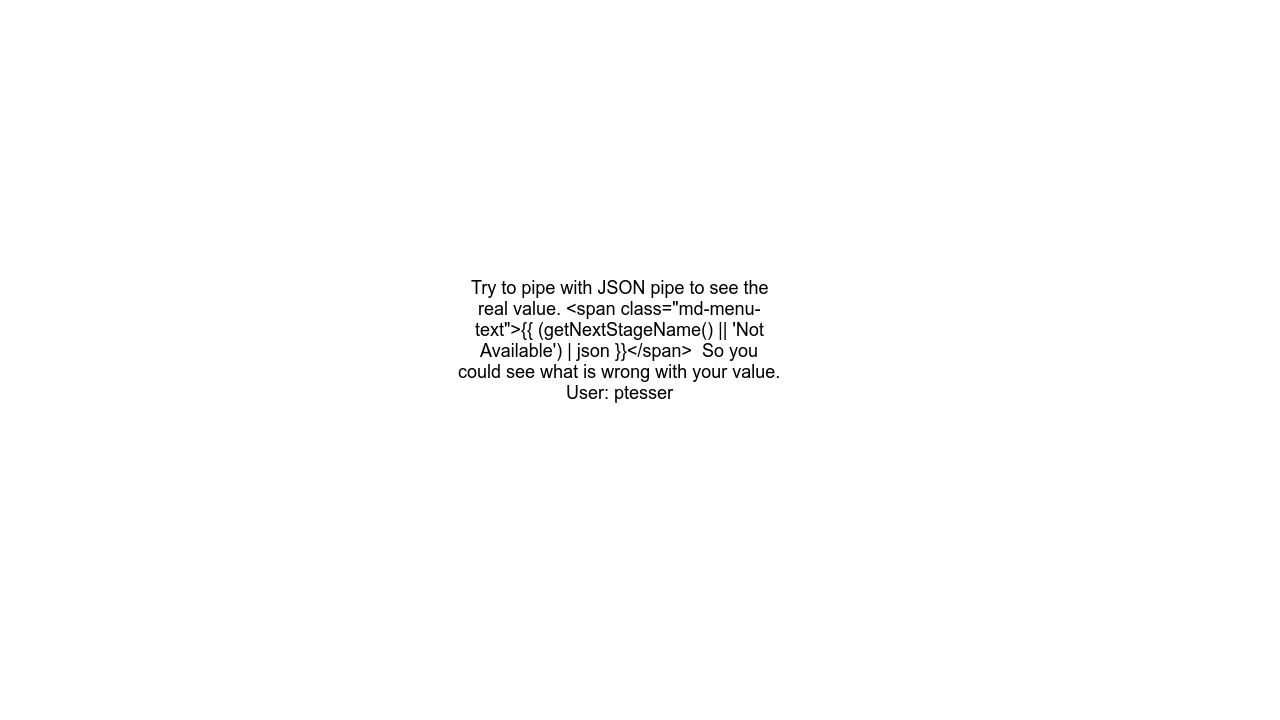 Try to pipe with JSON pipe to see the
real value. <span class="md-menu-
text">{{ (getNextStageName() || 'Not
Available') | json }}</span>  So you
could see what is wrong with your value.
User: ptesser